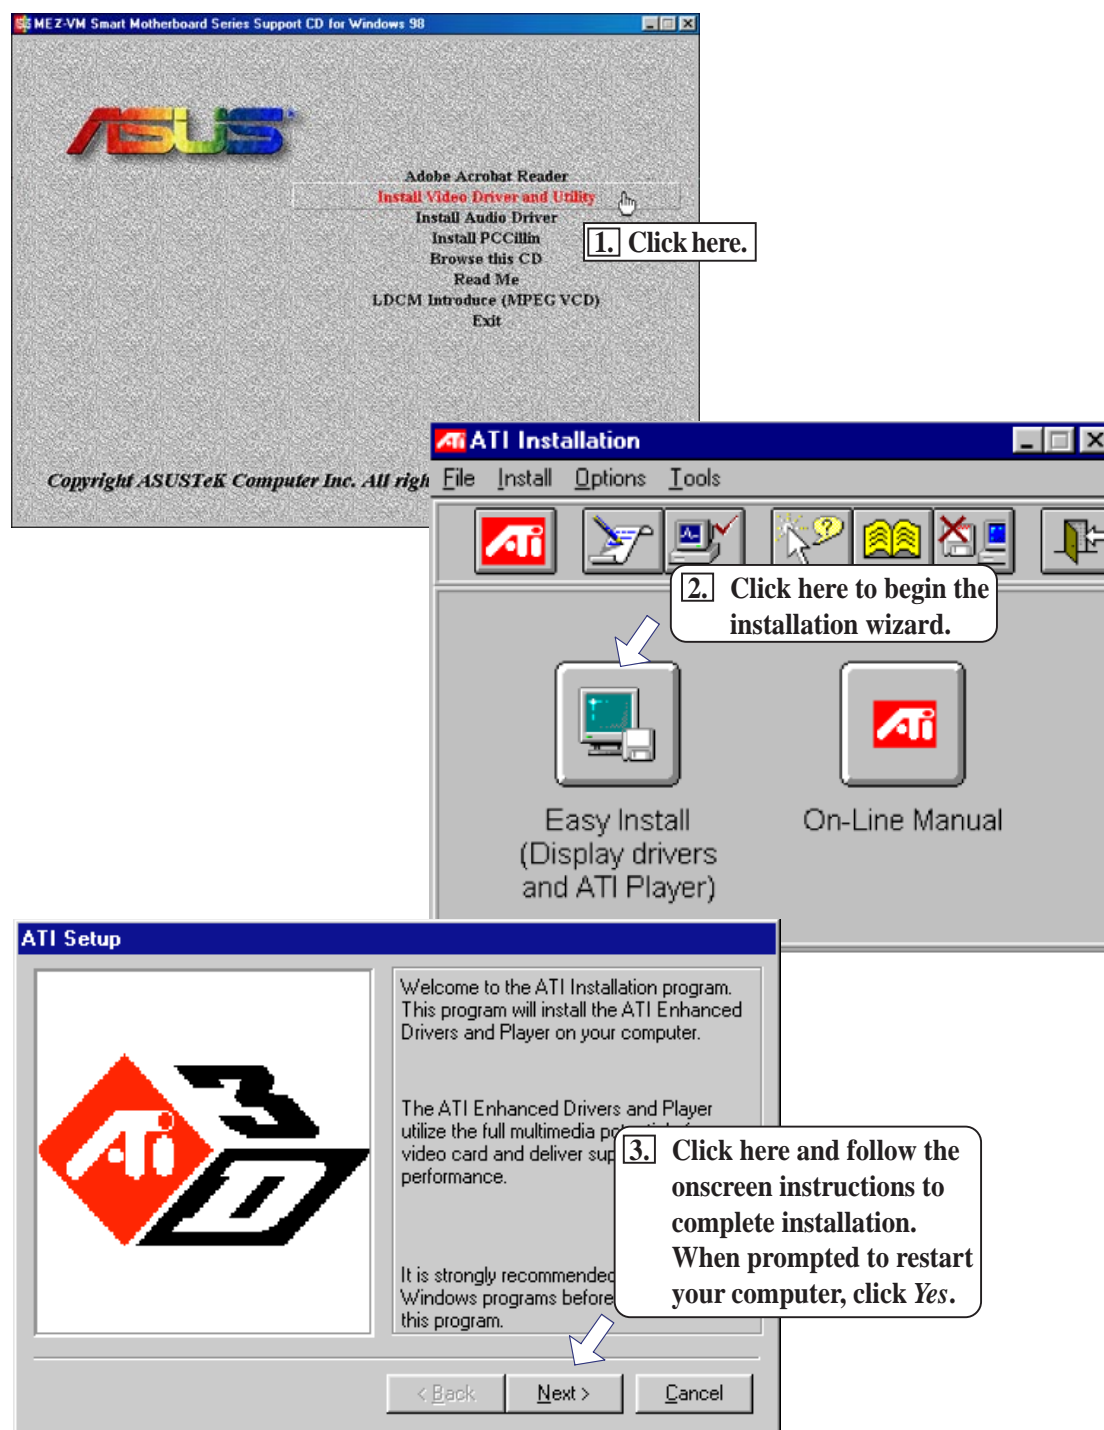 MEZ-VM Smart Motherboard Series Support CD for Windows 98
ASUS
Adobe Acrobat Reader
Install Video Driver and Utility
Install Audio Driver
Install PCCillin
Browse this CD
Read Me
LDCM Introduce (MPEG VCD)
Exit
1. Click here.
Copyright ASUSTeK Computer Inc. All
ATI Installation
File Install Options Tools
ATi
2. Click here to begin the
installation wizard.
ATi
Easy Install
(Display drivers
and ATI Player)
On-Line Manual
ATI Setup
ATi 3D
Welcome to the ATI Installation program.
This program will install the ATI Enhanced
Drivers and Player on your computer.
The ATI Enhanced Drivers and Player
utilize the full multimedia
video card and deliver
performance.
It is strongly recommended
Windows programs before
this program.
3. Click here and follow the
onscreen instructions to
complete installation.
When prompted to restart
your computer, click Yes.
< Back Next > Cancel